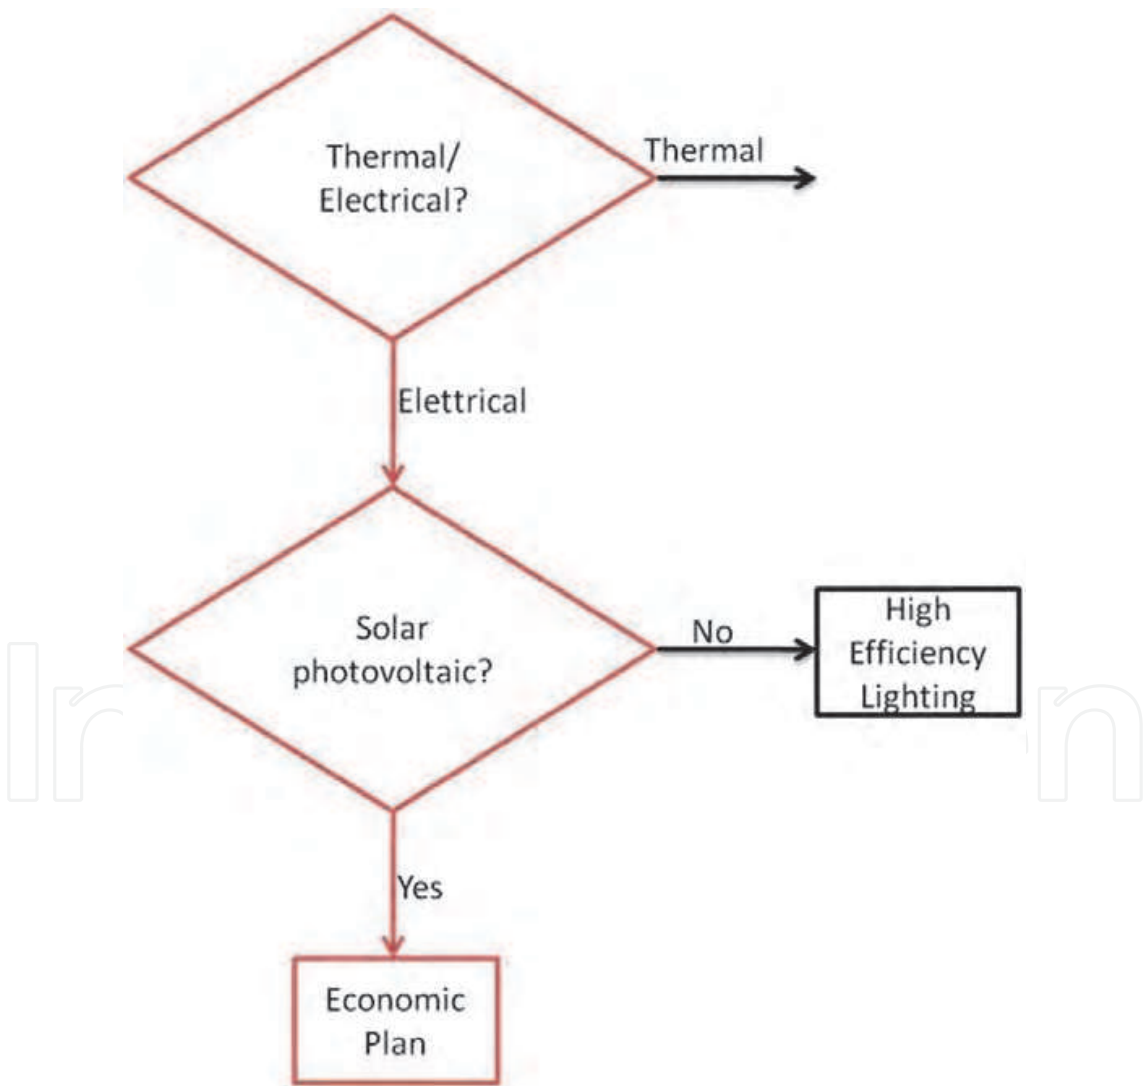 Thermal/
Electrical?
Thermal
Elettrical
Solar
photovoltaic?
No
High
Efficiency
Lighting
Yes
Economic
Plan